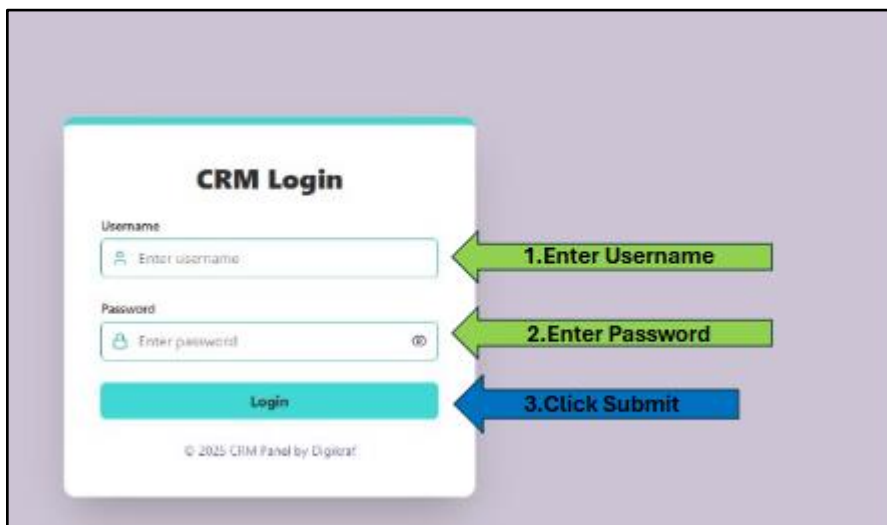 CRM Login
Username
Enter username
1.Enter Username
Password
Enter password
2.Enter Password
Login
3.Click Submit
© 2025 CRM Panel by Digikraf